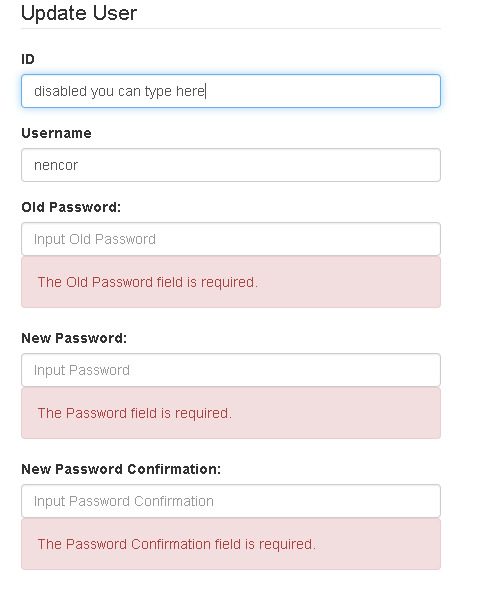 Update User
ID
disabled you can type here
Username
nencor
Old Password:
Input Old Password
The Old Password field is required.
New Password:
Input Password
The Password field is required.
New Password Confirmation:
Input Password Confirmation
The Password Confirmation field is required.